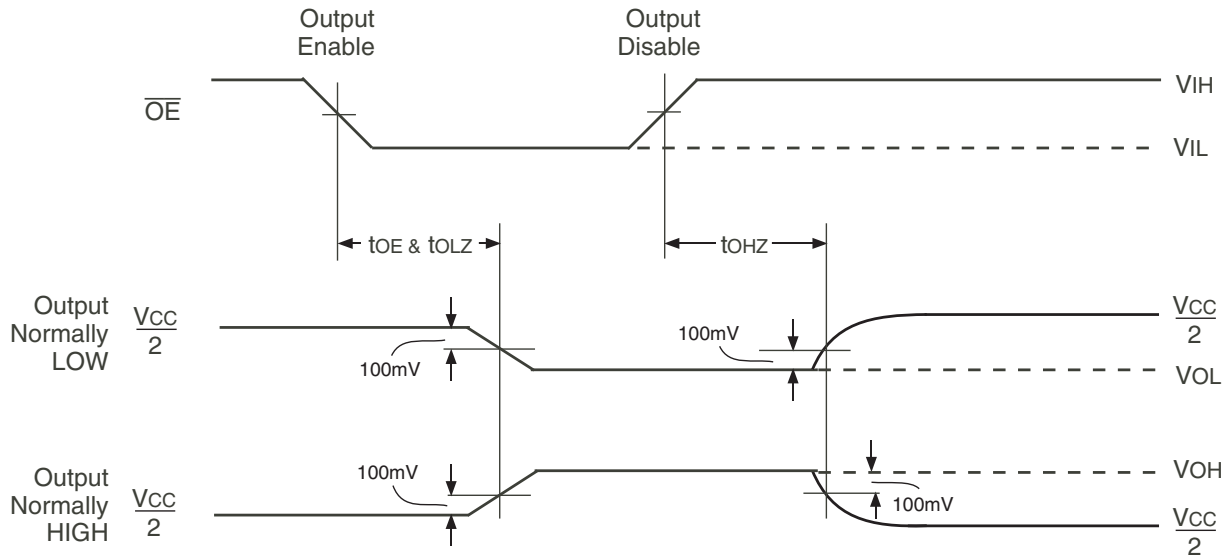 Output
Enable
Output
Disable
OE
VIH
VIL
tOE & tOLZ
tOHZ
Output
Normally
LOW
VCC
2
100mV
100mV
VCC
2
VOL
Output
Normally
HIGH
VCC
2
100mV
VOH
100mV
VCC
2